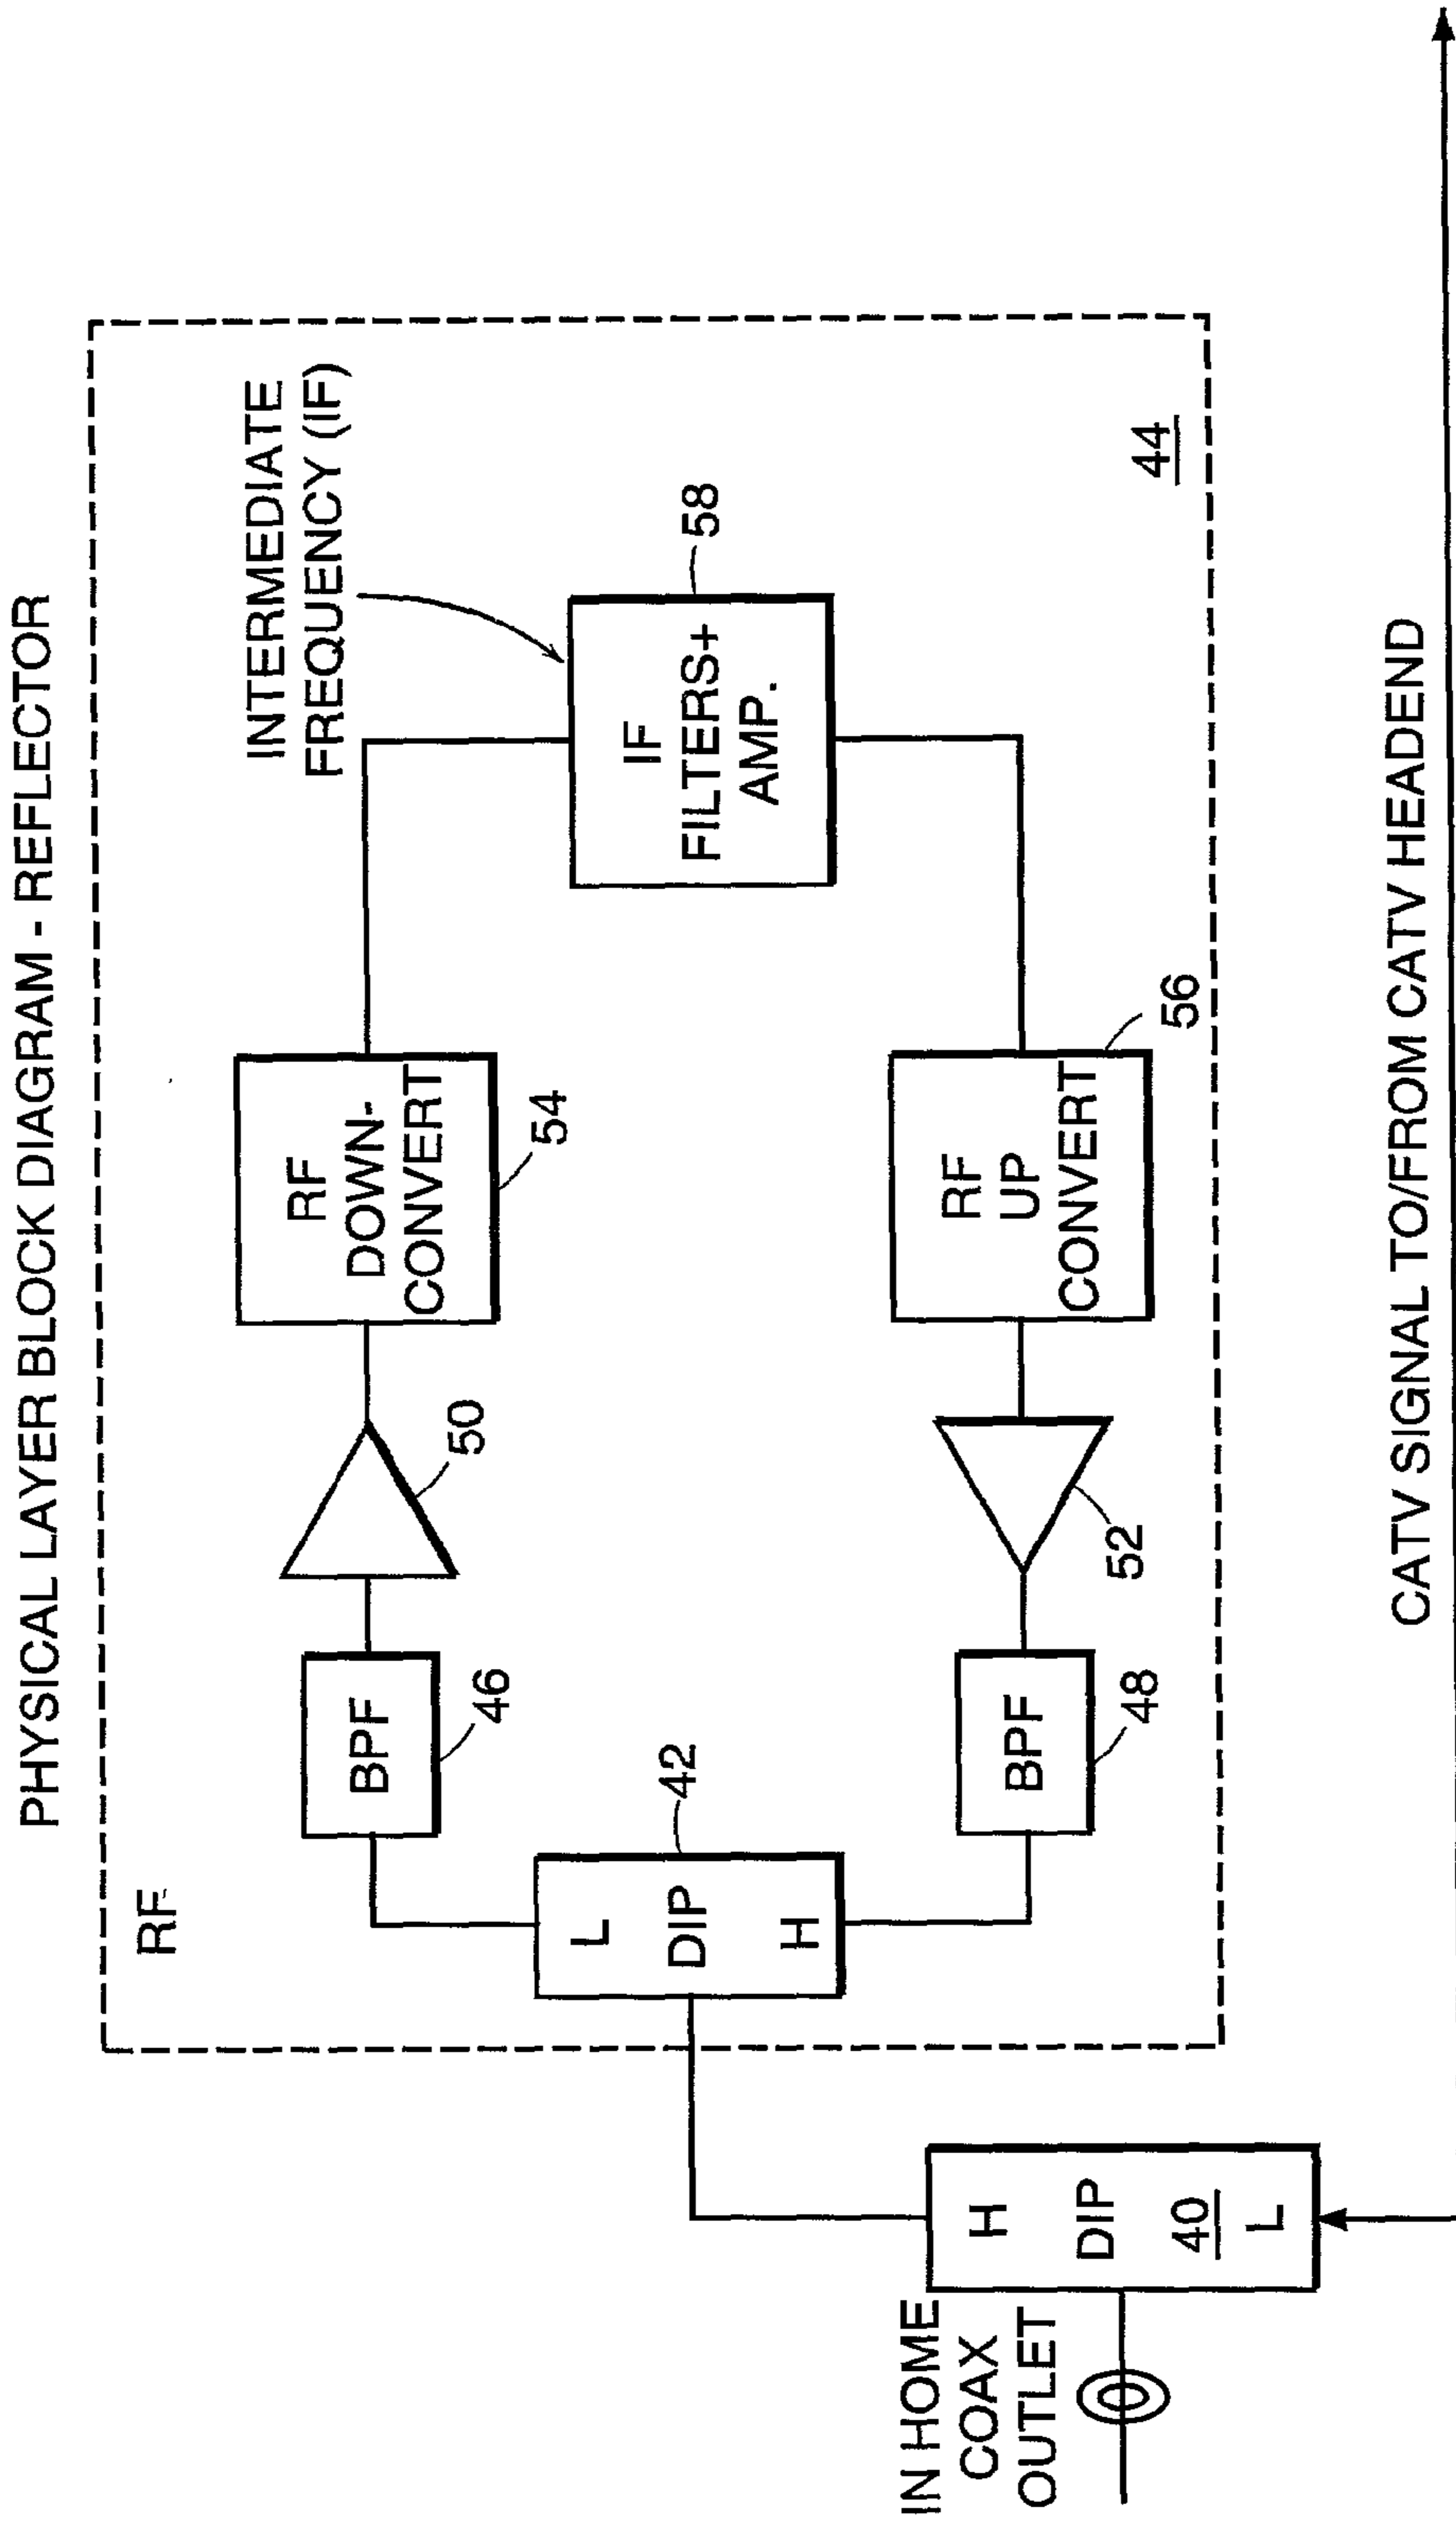 PHYSICAL LAYER BLOCK DIAGRAM - REFLECTOR
RF
INTERMEDIATE
FREQUENCY (IF)
BPF
46
50
RF
DOWN-
CONVERT
54
L
DIP
H
42
IF
FILTERS+
AMP.
58
BPF
48
52
RF
UP
CONVERT
56
44
IN HOME
COAX
OUTLET
H
DIP
40
L
CATV SIGNAL TO/FROM CATV HEADEND